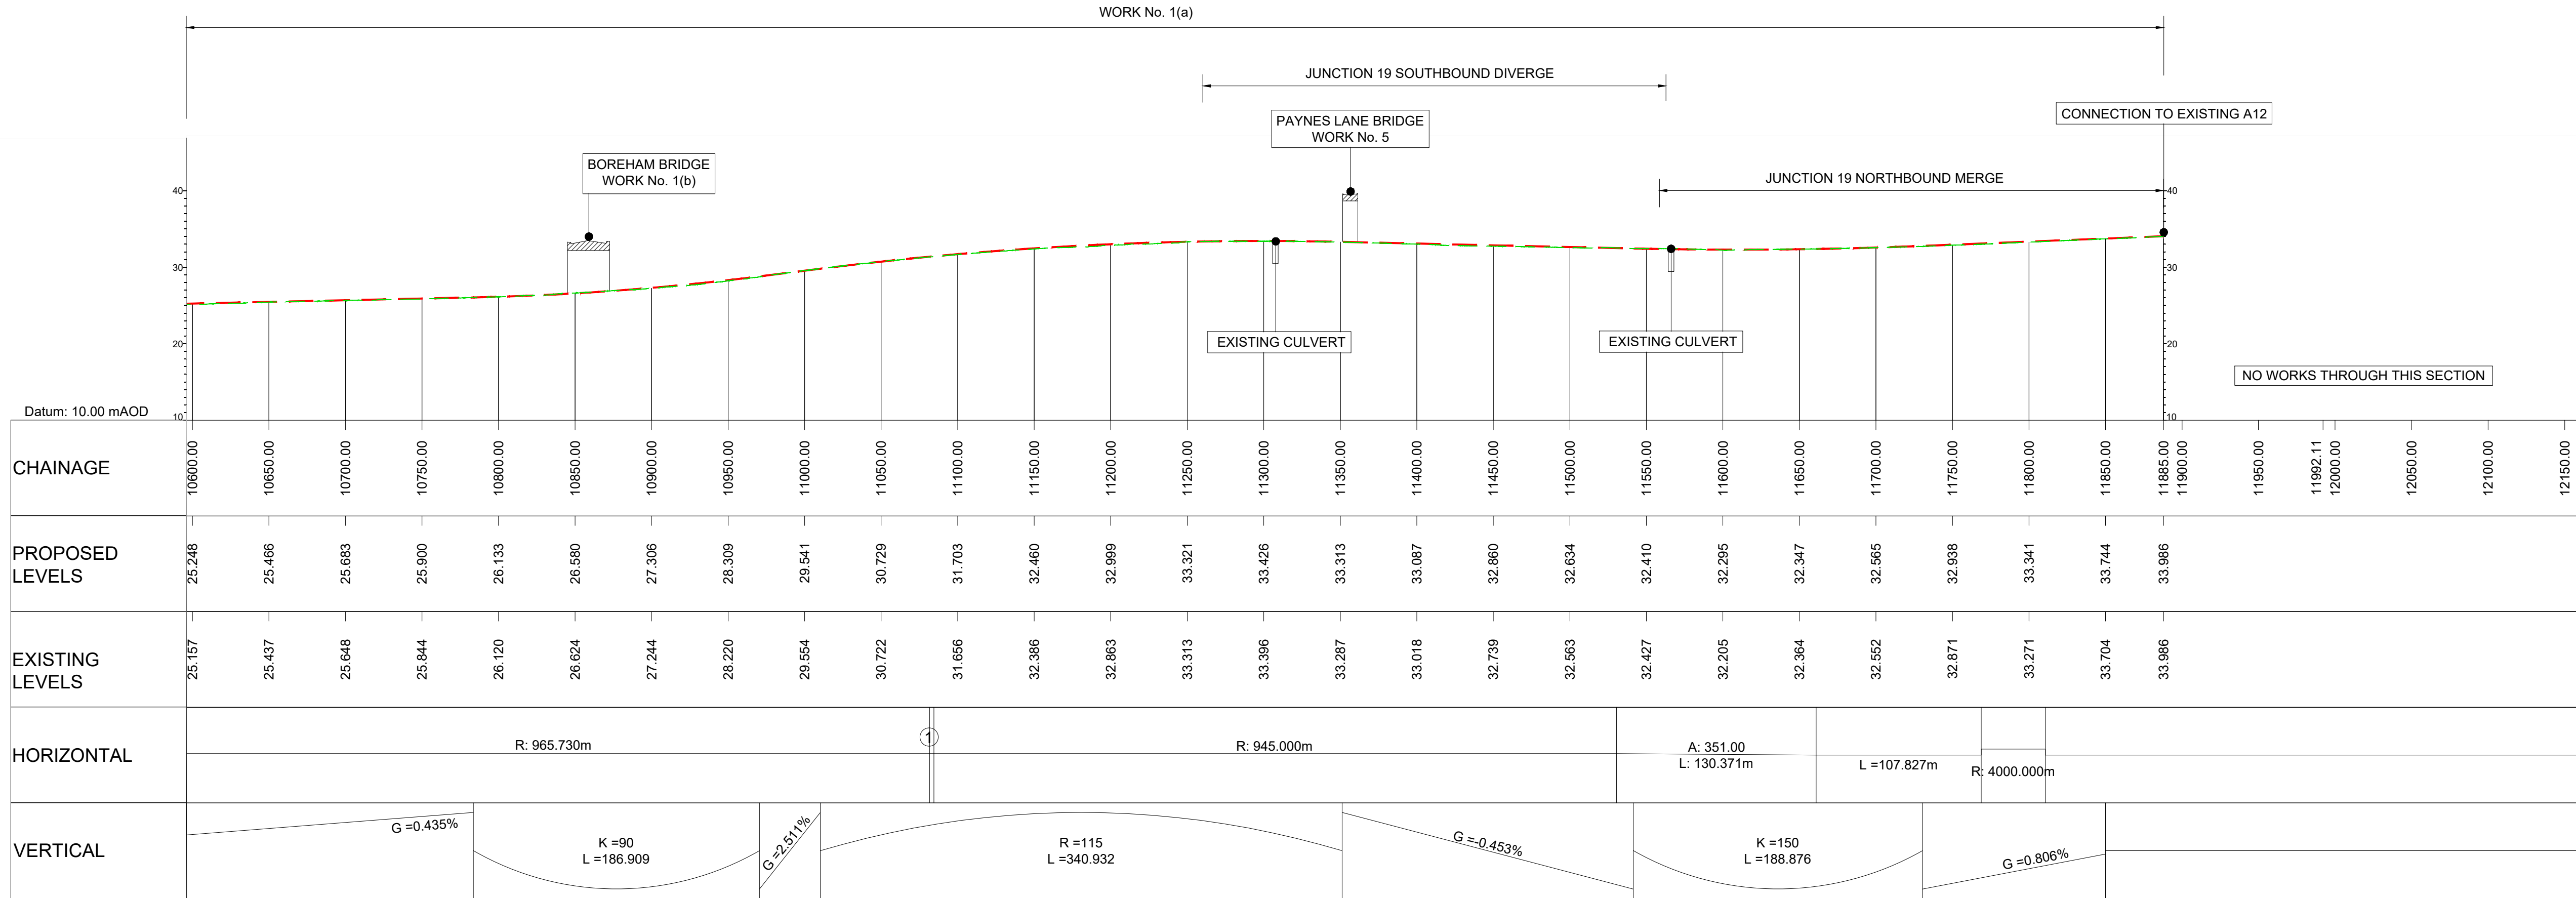 WORK No. 1(a)
JUNCTION 19 SOUTHBOUND DIVERGE
PAYNES LANE BRIDGE
WORK No. 5
CONNECTION TO EXISTING A12
BOREHAM BRIDGE
WORK No. 1(b)
JUNCTION 19 NORTHBOUND MERGE
40
40
30
30
EXISTING CULVERT
EXISTING CULVERT
20
20
NO WORKS THROUGH THIS SECTION
Datum: 10.00 mAOD
10
10
CHAINAGE
10600.00 10650.00 10700.00 10750.00 10800.00 10850.00 10900.00 10950.00 11000.00 11050.00 11100.00 11150.00 11200.00 11250.00 11300.00 11350.00 11400.00 11450.00 11500.00 11550.00 11600.00 11650.00 11700.00 11750.00 11800.00 11850.00 11885.00 11900.00 11950.00 11992.11 12000.00 12050.00 12100.00 12150.00
PROPOSED
LEVELS
25.248 25.466 25.683 25.900 26.133 26.580 27.306 28.309 29.541 30.729 31.703 32.460 32.999 33.321 33.426 33.313 33.087 32.860 32.634 32.410 32.295 32.347 32.565 32.938 33.341 33.744 33.986
EXISTING
LEVELS
25.157 25.437 25.648 25.844 26.120 26.624 27.244 28.220 29.554 30.722 31.656 32.386 32.863 33.313 33.396 33.287 33.018 32.739 32.563 32.427 32.205 32.364 32.552 32.871 33.271 33.704 33.986
HORIZONTAL
R: 965.730m
1
R: 945.000m
A: 351.00
L: 130.371m
L =107.827m
R: 4000.000m
VERTICAL
G =0.435%
K =90
L =186.909
G =2.511%
R =115
L =340.932
G =-0.453%
K =150
L =188.876
G =0.806%